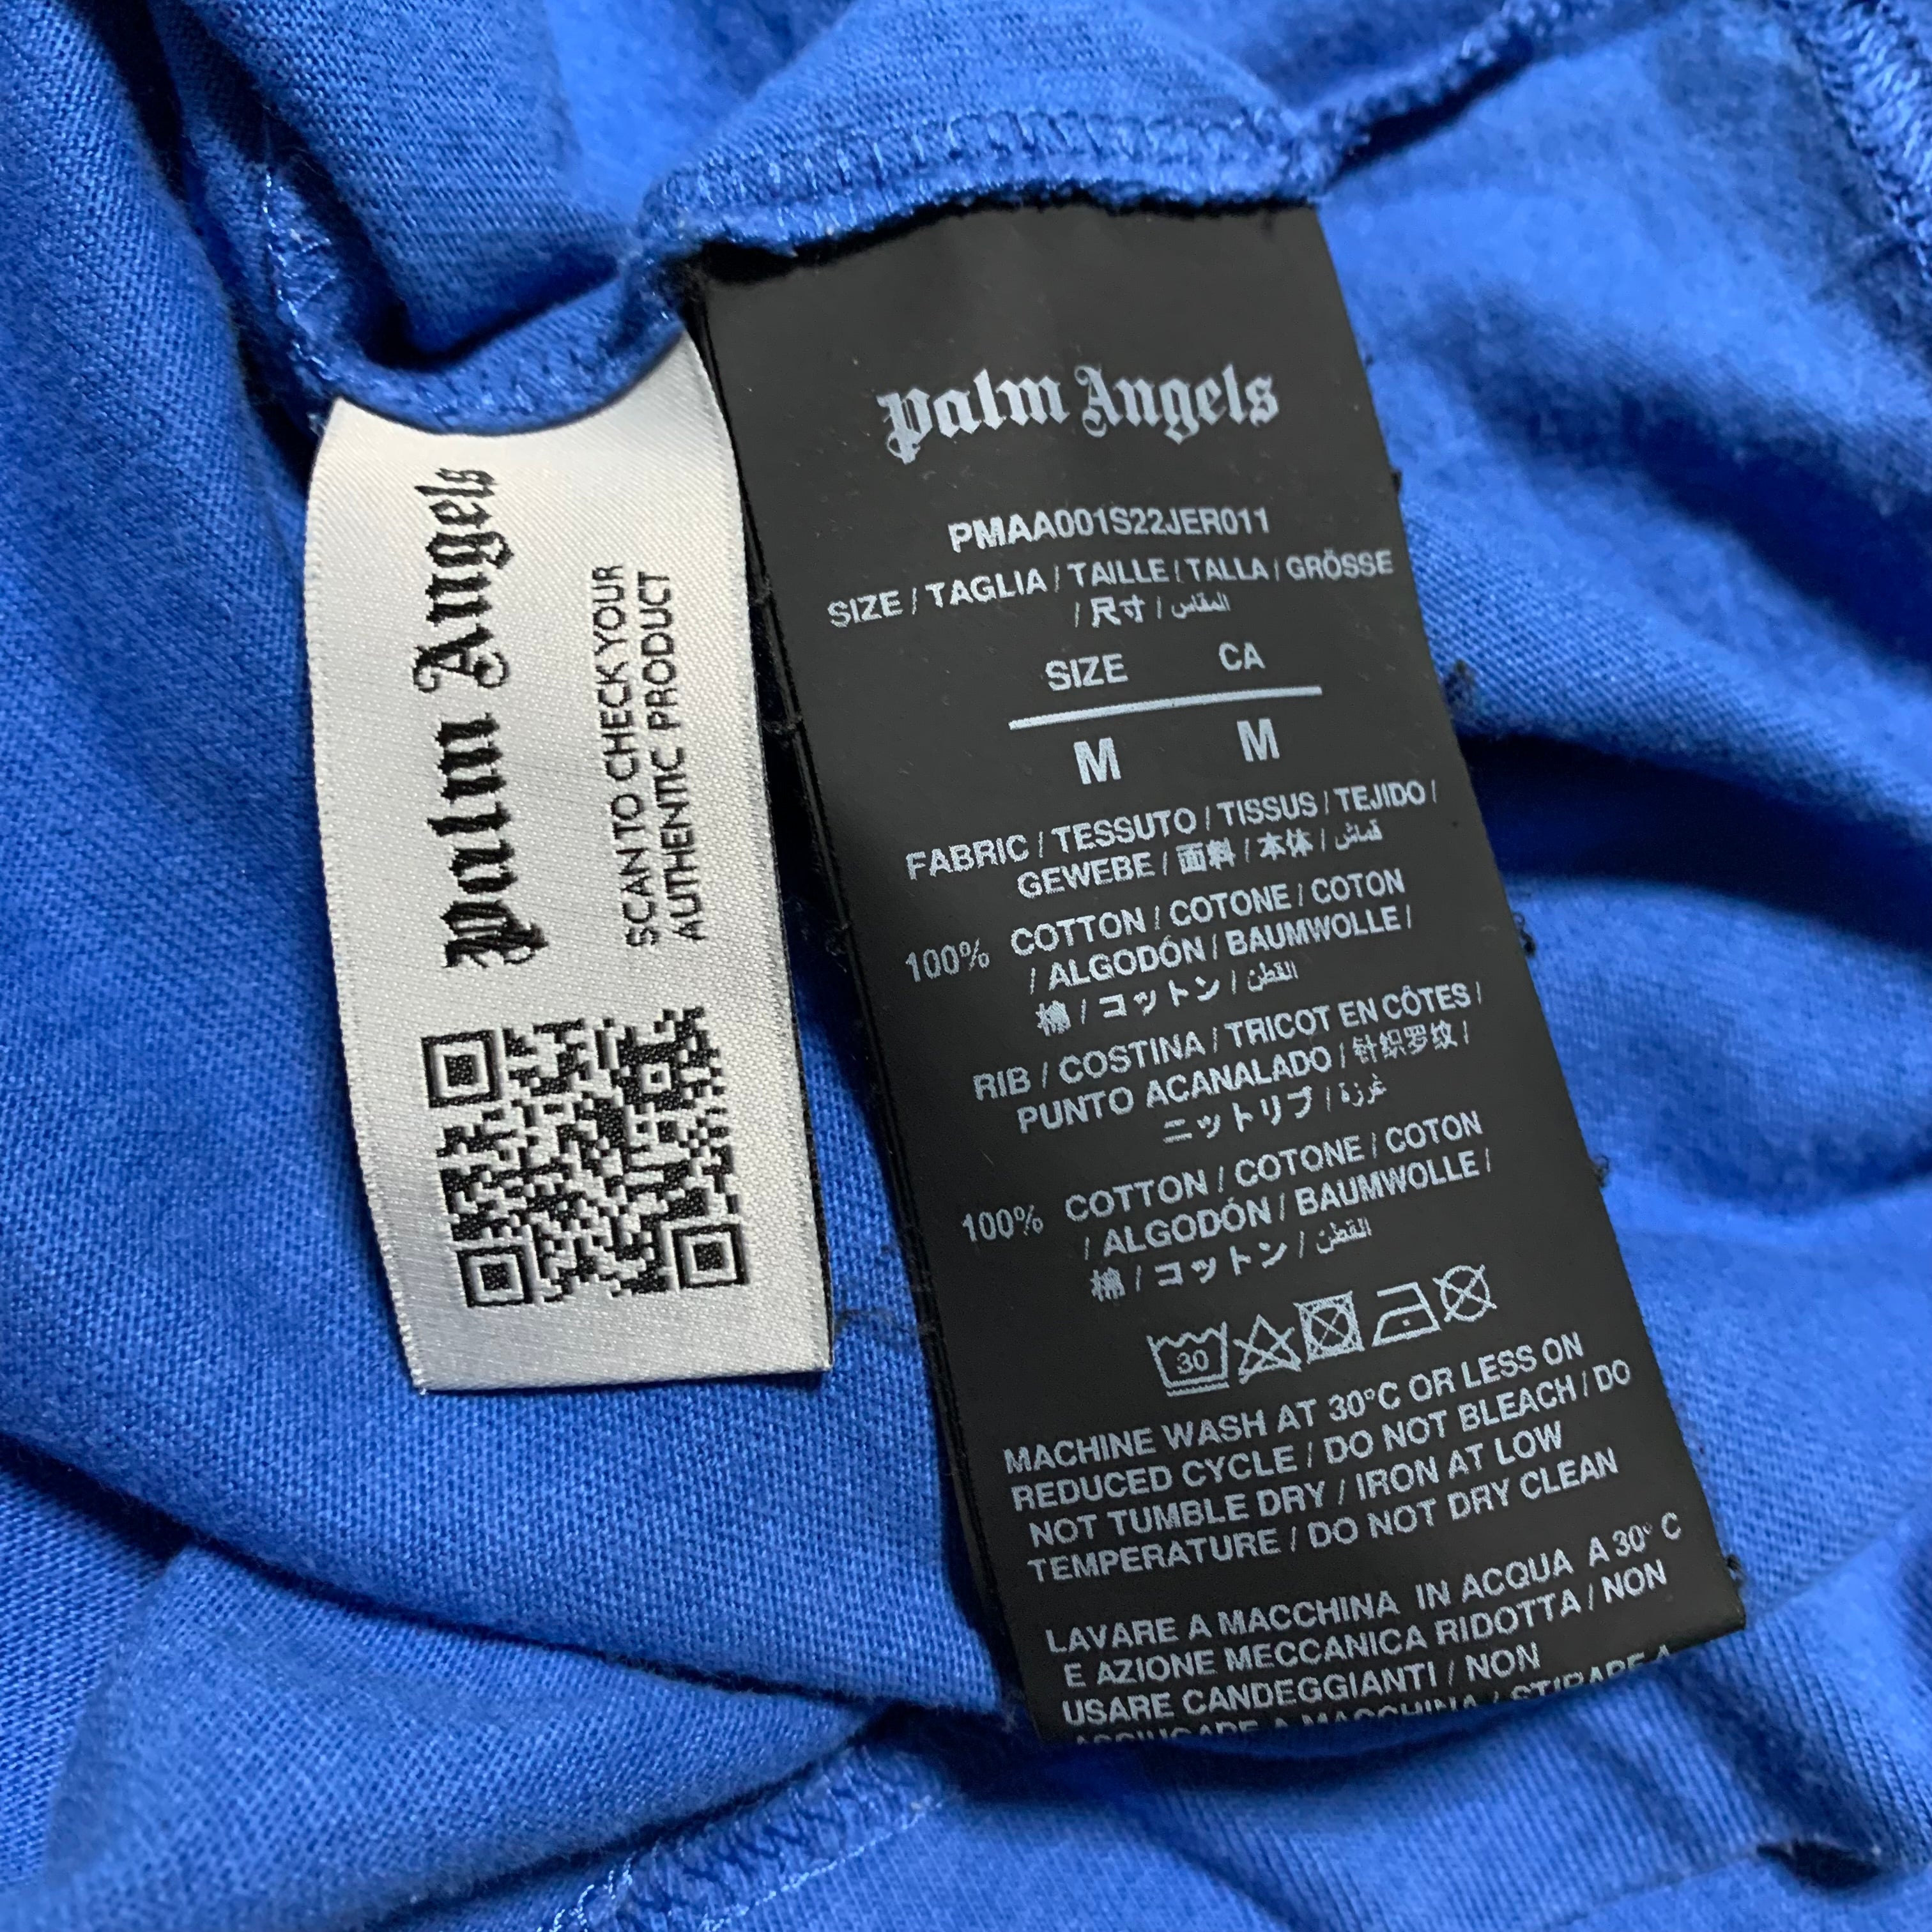 Palm Angels
SCAN TO CHECK YOUR
AUTHENTIC PRODUCT
Palm Angels
PMAA001S22JER011
SIZE / TAGLIA / TAILLE / TALLA / GRÖSSE
/ 尺寸 / المقاس
SIZE CA
M M
FABRIC / TESSUTO / TISSUS / TEJIDO /
GEWEBE / 面料 / 本体 / قماش
100% COTTON / COTONE / COTON
/ ALGODÓN / BAUMWOLLE /
棉 / コットン / القطن
RIB / COSTINA / TRICOT EN CÔTES /
PUNTO ACANALADO / 针织罗纹 /
ニットリブ / غرزة
100% COTTON / COTONE / COTON
/ ALGODÓN / BAUMWOLLE /
棉 / コットン / القطن
30
MACHINE WASH AT 30°C OR LESS ON
REDUCED CYCLE / DO NOT BLEACH / DO
NOT TUMBLE DRY / IRON AT LOW
TEMPERATURE / DO NOT DRY CLEAN
LAVARE A MACCHINA IN ACQUA A 30° C
E AZIONE MECCANICA RIDOTTA / NON
USARE CANDEGGIANTI / NON
ASCIUGARE A MACCHINA / STIRARE A